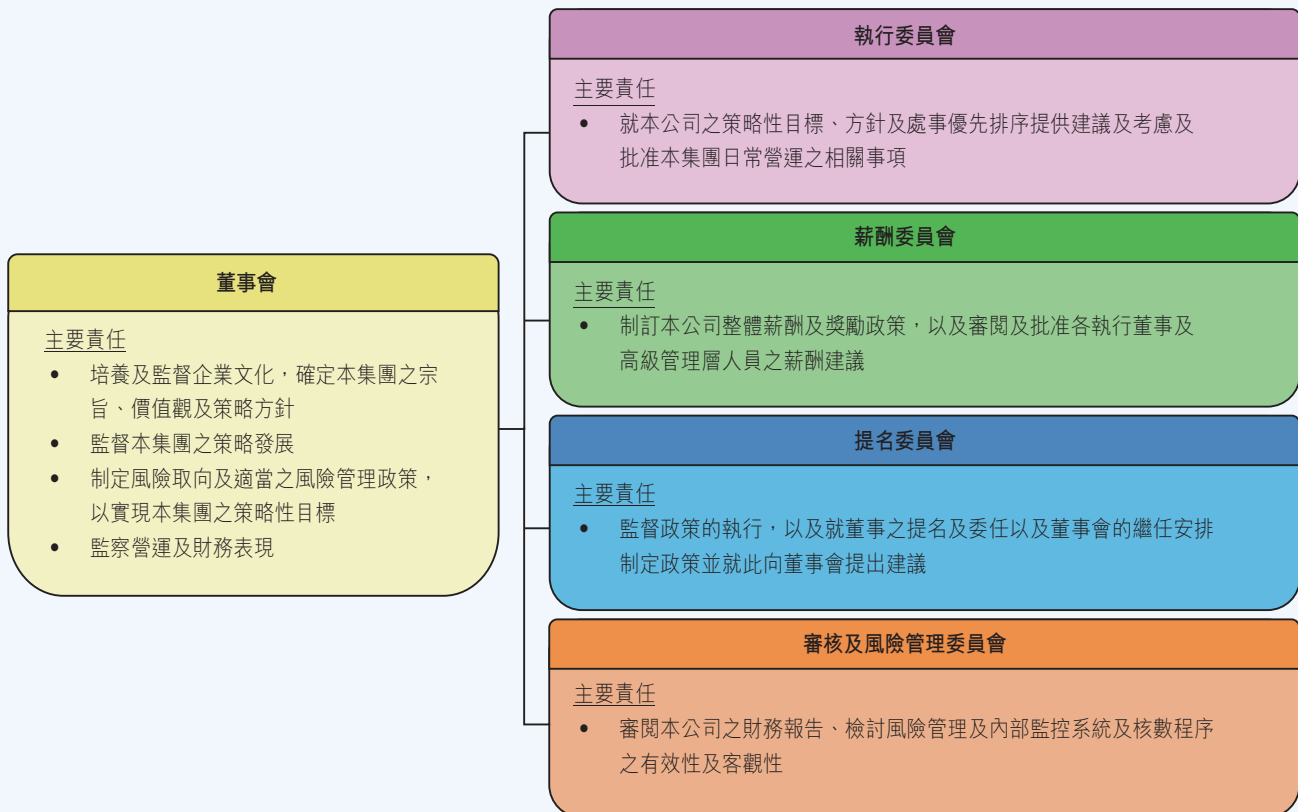 董事會
主要責任
• 培養及監督企業文化，確定本集團之宗
旨、價值觀及策略方針
• 監督本集團之策略發展
• 制定風險取向及適當之風險管理政策，
以實現本集團之策略性目標
• 監察營運及財務表現
執行委員會
主要責任
• 就本公司之策略性目標、方針及處事優先排序提供建議及考慮及
批准本集團日常營運之相關事項
薪酬委員會
主要責任
• 制訂本公司整體薪酬及獎勵政策，以及審閱及批准各執行董事及
高級管理層人員之薪酬建議
提名委員會
主要責任
• 監督政策的執行，以及就董事之提名及委任以及董事會的繼任安排
制定政策並就此向董事會提出建議
審核及風險管理委員會
主要責任
• 審閱本公司之財務報告、檢討風險管理及內部監控系統及核數程序
之有效性及客觀性